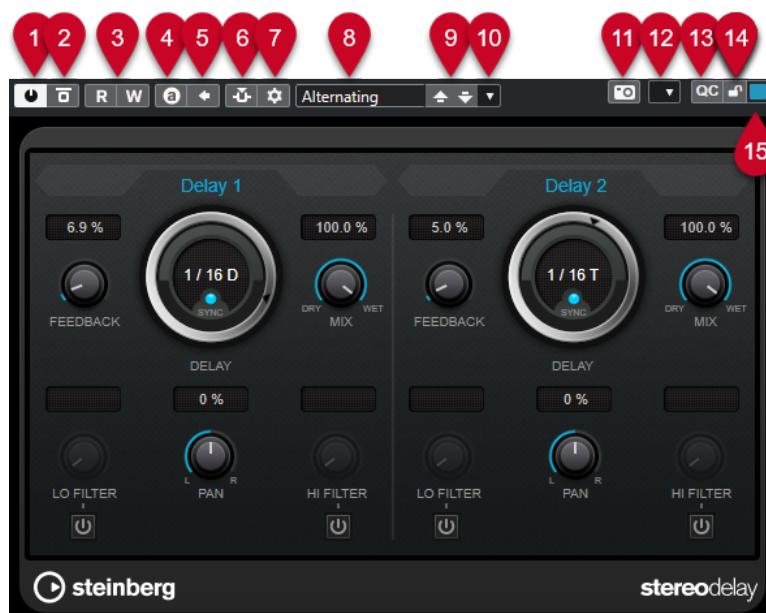 1 2 3 4 5 6 7 8 9 10 11 12 13 14
R W a Alternating QC
15
Delay 1 Delay 2
6.9 % 100.0 % 5.0 % 100.0 %
1 / 16 D 1 / 16 T
SYNC SYNC
DRY WET DRY WET
FEEDBACK MIX FEEDBACK MIX
DELAY DELAY
0 % 0 %
L R L R
LO FILTER PAN HI FILTER LO FILTER PAN HI FILTER
steinberg stereodelay